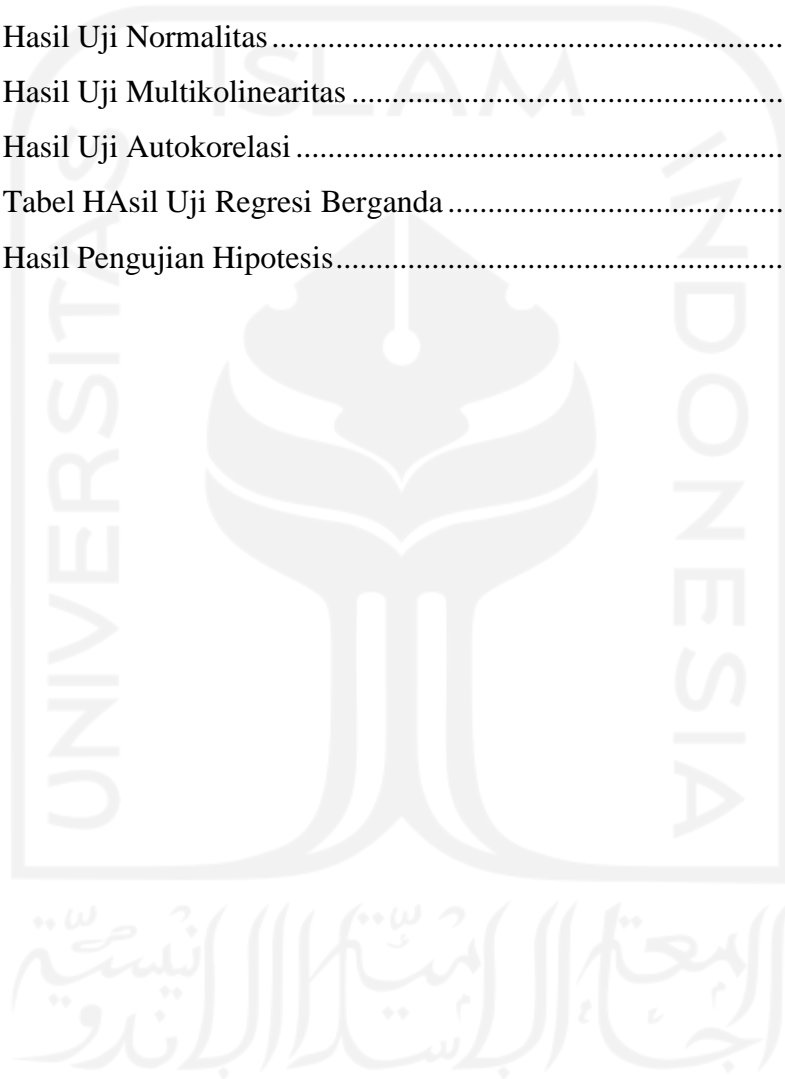 Hasil Uji Normalitas................................................................
Hasil Uji Multikolinearitas ......................................................
Hasil Uji Autokorelasi.............................................................
Tabel HAsil Uji Regresi Berganda ..........................................
Hasil Pengujian Hipotesis........................................................
ISLAM
UNIVERSITAS
INDONESIA